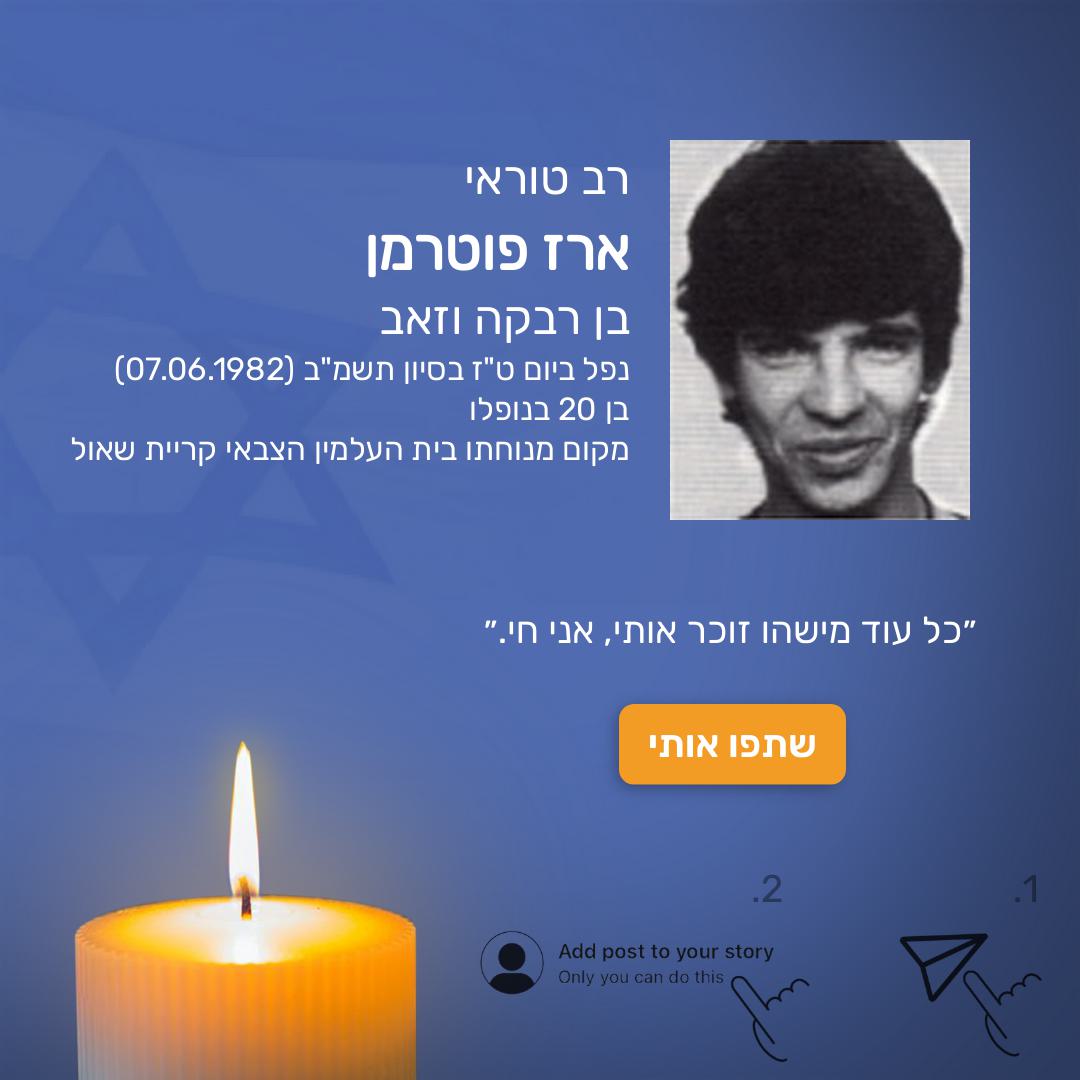 רב טוראי
ארז פוטרמן
בן רבקה וזאב
נפל ביום ט"ז בסיון תשמ"ב (07.06.1982)
בן 20 בנופלו
מקום מנוחתו בית העלמין הצבאי קריית שאול
״כל עוד מישהו זוכר אותי, אני חי.״
שתפו אותי
.1
.2
Add post to your story
Only you can do this